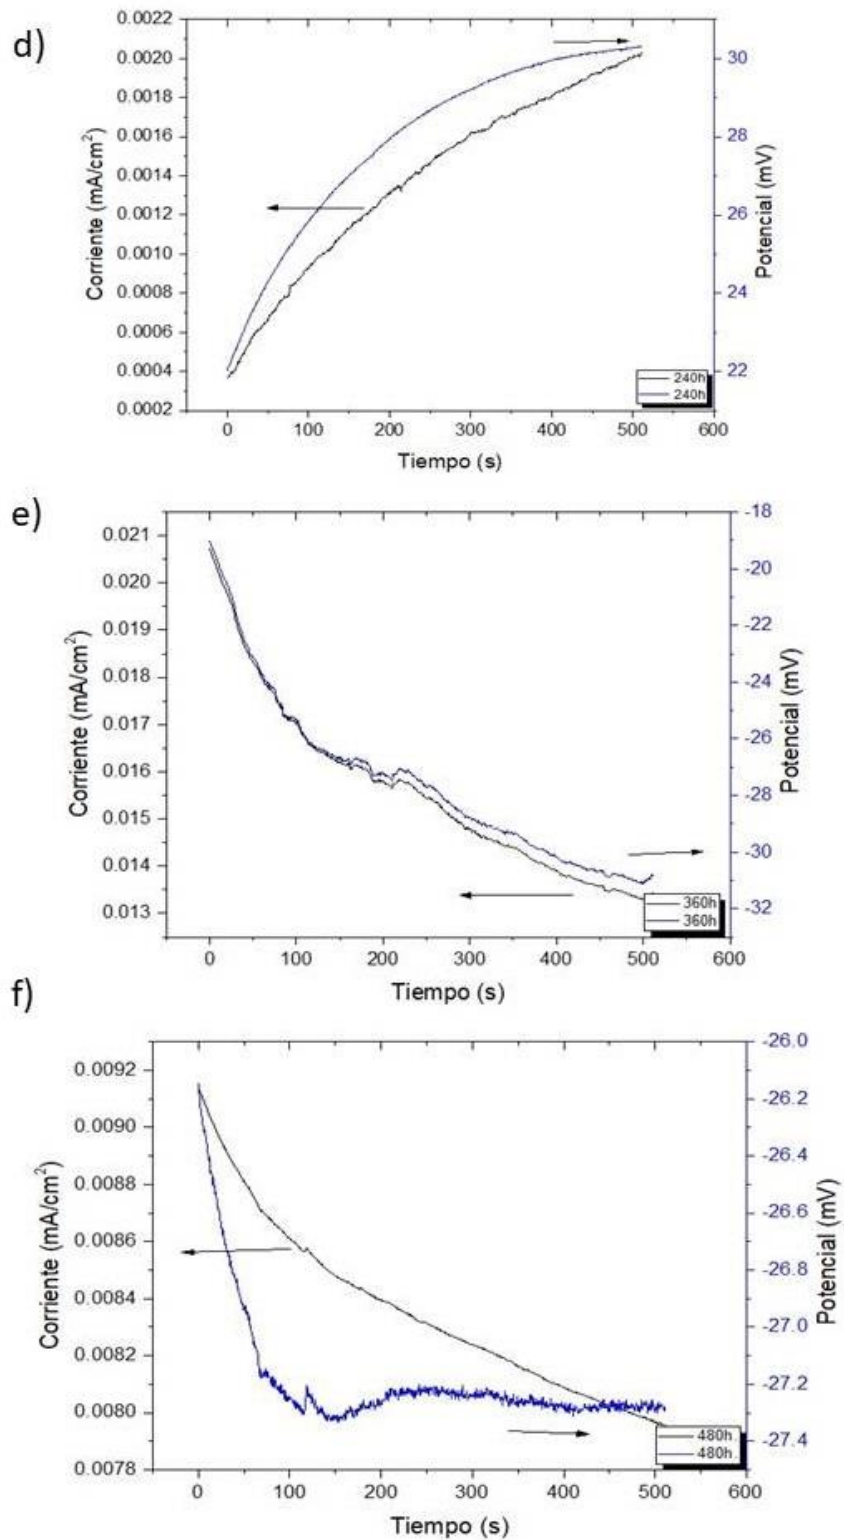 d)
0.0022
0.0020
0.0018
0.0016
0.0014
0.0012
0.0010
0.0008
0.0006
0.0004
0.0002
Corriente (mA/cm²)
30
28
26
24
22
Potencial (mV)
240h
240h
0 100 200 300 400 500 600
Tiempo (s)
e)
0.021
0.020
0.019
0.018
0.017
0.016
0.015
0.014
0.013
Corriente (mA/cm²)
-18
-20
-22
-24
-26
-28
-30
-32
Potencial (mV)
360h
360h
0 100 200 300 400 500 600
Tiempo (s)
f)
0.0092
0.0090
0.0088
0.0086
0.0084
0.0082
0.0080
0.0078
Corriente (mA/cm²)
-26.0
-26.2
-26.4
-26.6
-26.8
-27.0
-27.2
-27.4
Potencial (mV)
480h
480h
0 100 200 300 400 500 600
Tiempo (s)